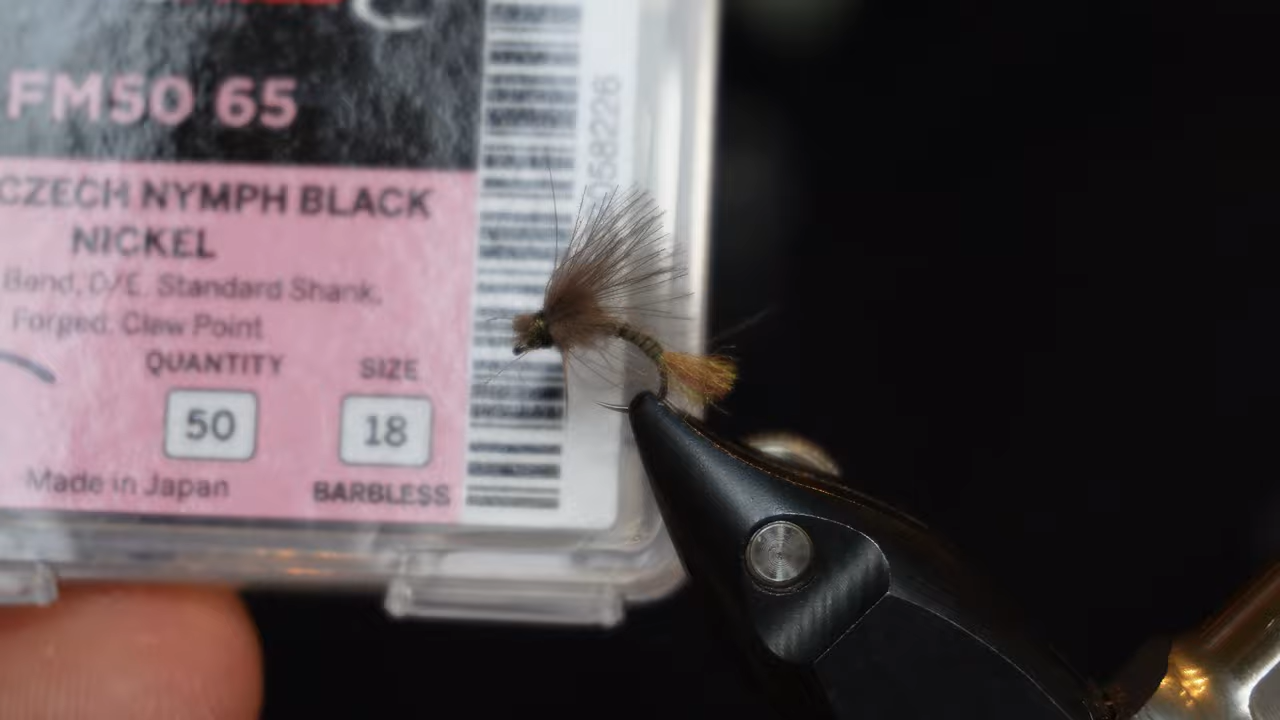 FM50 65
CZECH NYMPH BLACK
NICKEL
Band, D/E. Standard Shank,
Forged, Claw Point
QUANTITY
SIZE
50
18
Made in Japan
BARBLESS
0658226